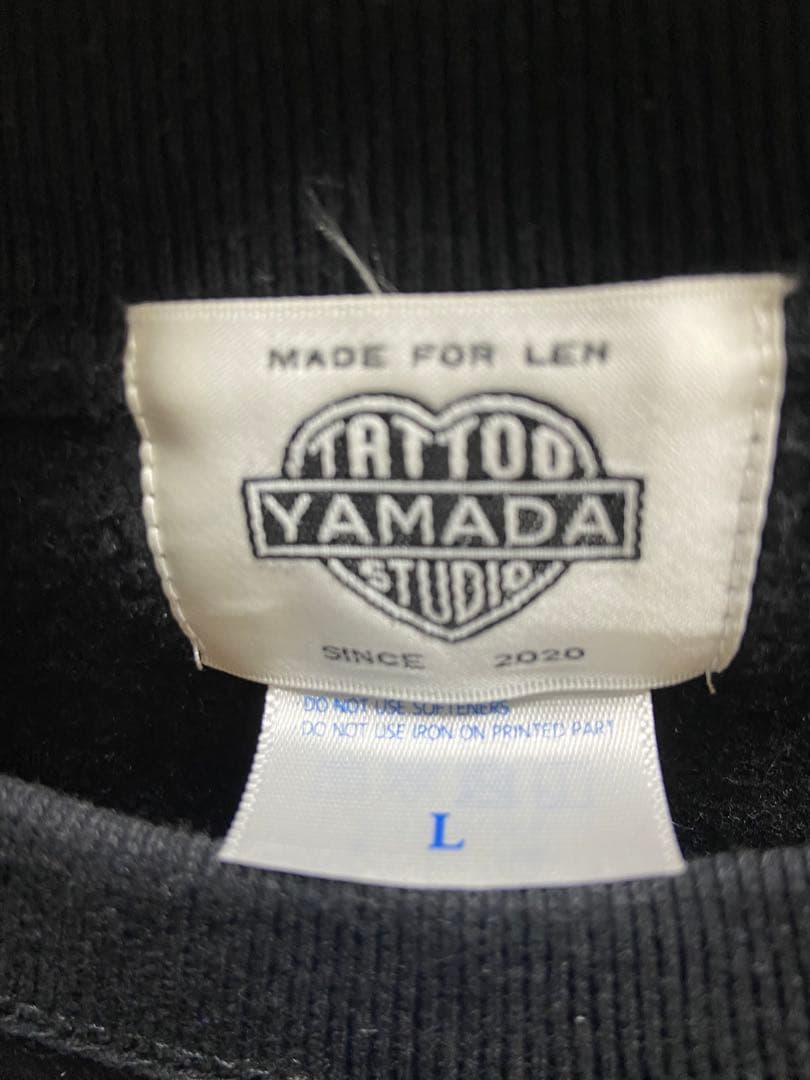 MADE FOR LEN
TATTOO
YAMADA
STUDIO
SINCE 2020
DO NOT USE SOFTENERS
DO NOT USE IRON ON PRINTED PART
L